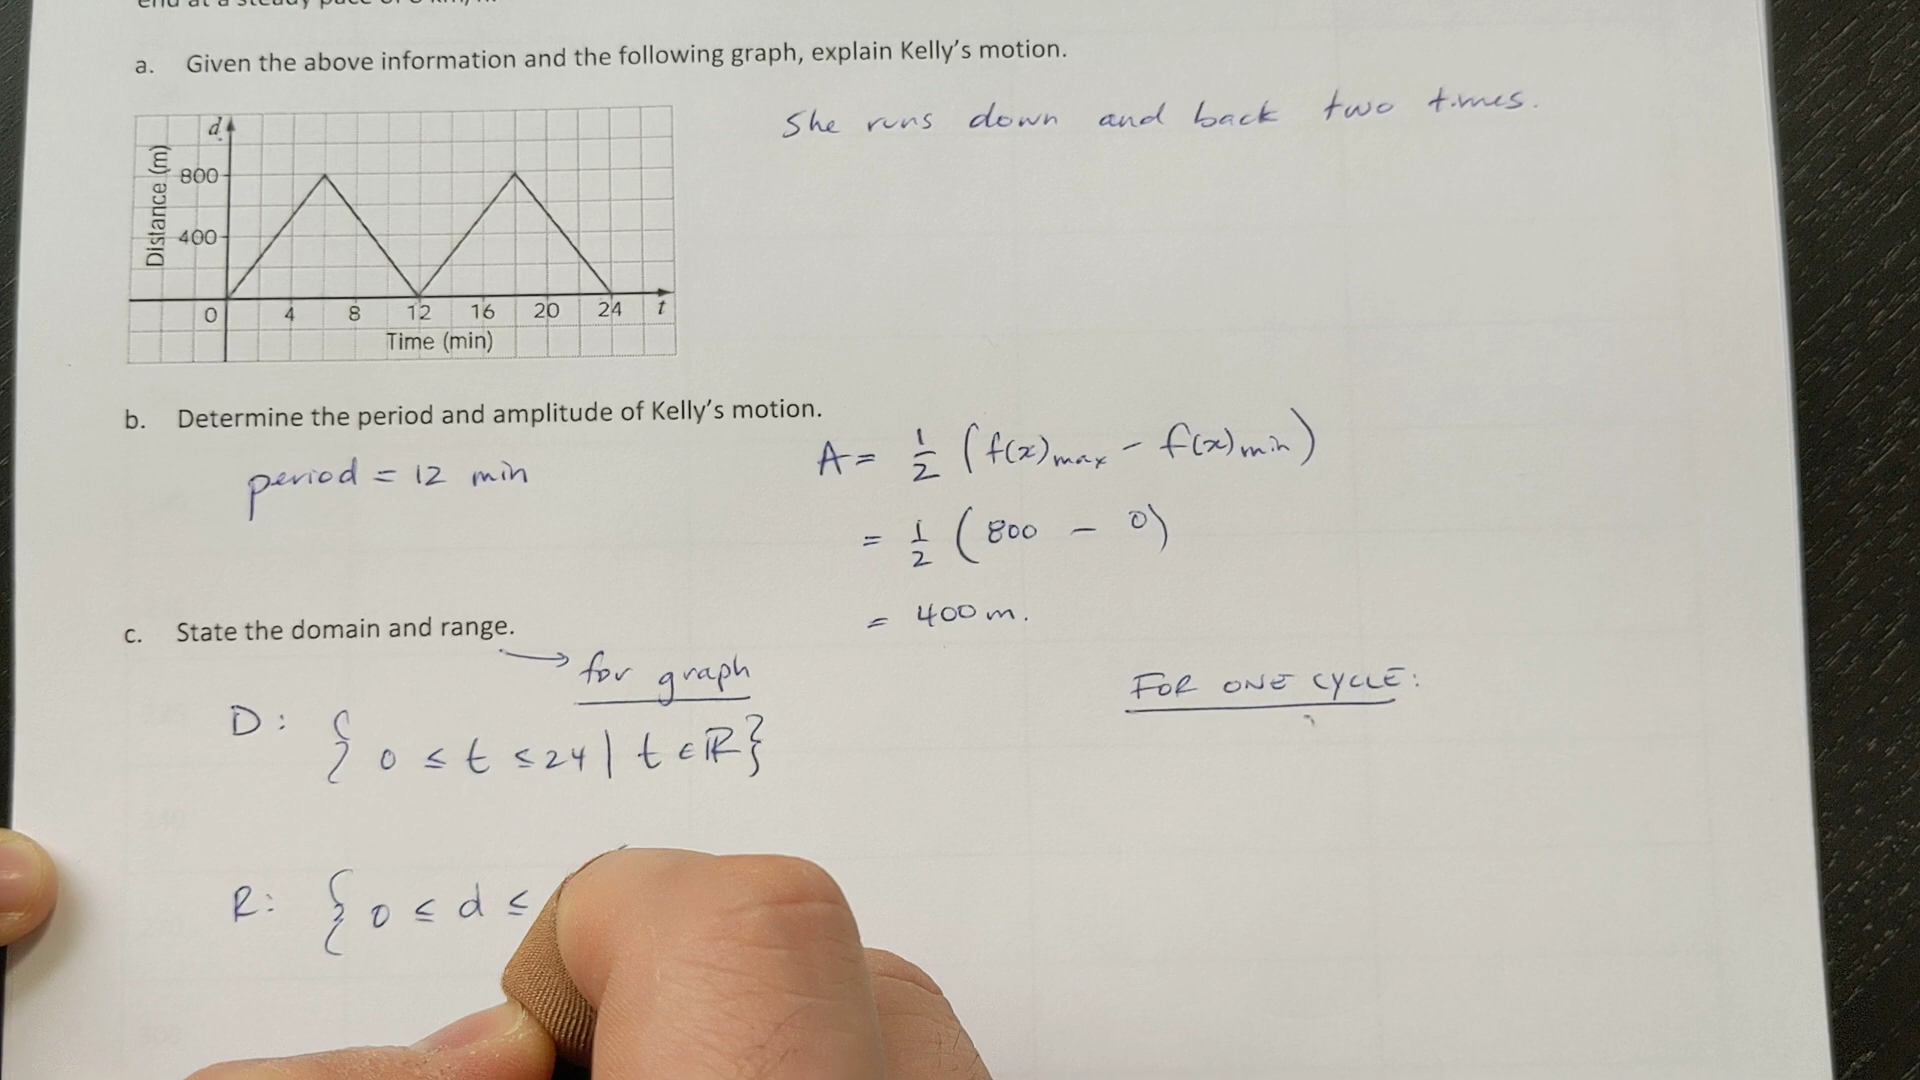 a. Given the above information and the following graph, explain Kelly's motion.
She runs down and back two times.
d
Distance (m)
800
400
0 4 8 12 16 20 24 t
Time (min)
b. Determine the period and amplitude of Kelly's motion.
period = 12 min
A = 1/2 (f(x)max - f(x)min)
= 1/2 (800 - 0)
= 400 m.
c. State the domain and range.
→ for graph
FOR ONE CYCLE:
D: { 0 ≤ t ≤ 24 | t ∈ ℝ}
R: { 0 ≤ d ≤